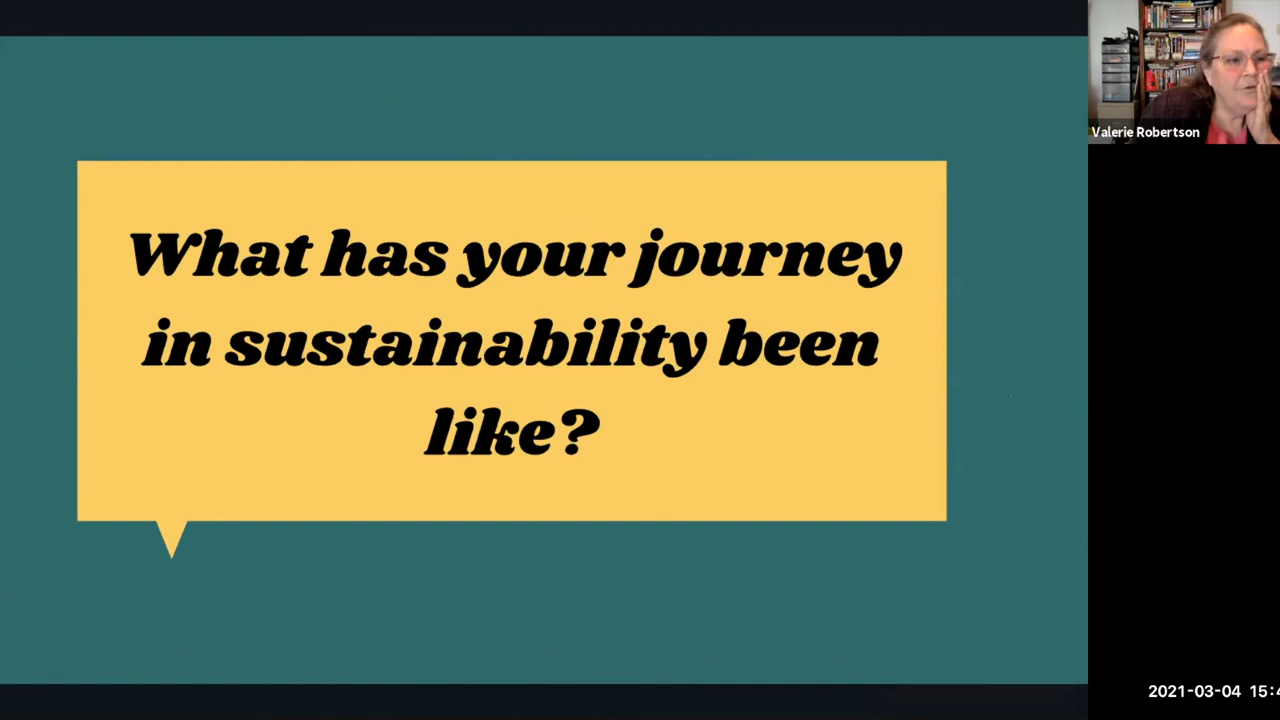 What has your journey
in sustainability been
like?
Valerie Robertson
2021-03-04 15:4